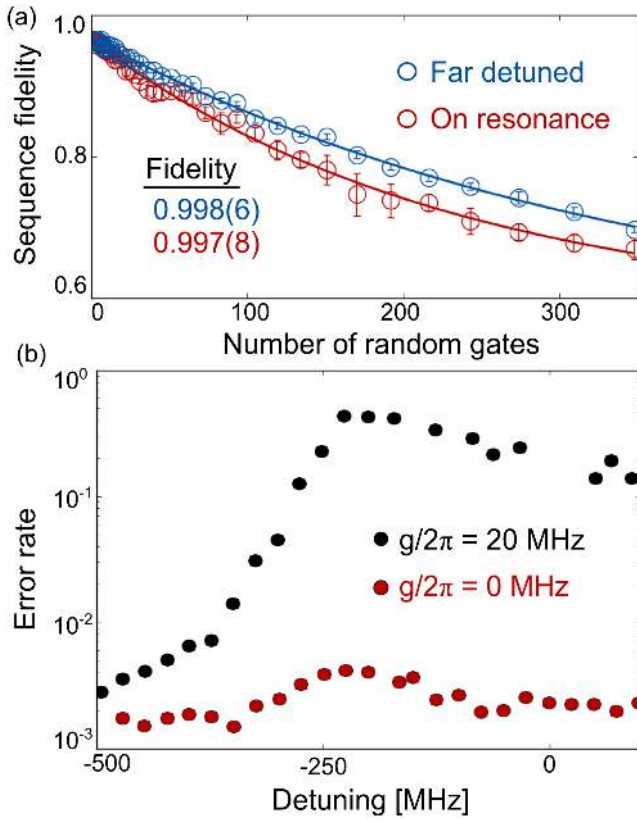 (a)
1.0
0.8
0.6
Sequence fidelity
Far detuned
On resonance
Fidelity
0.998(6)
0.997(8)
0
100
200
300
Number of random gates
(b)
10^0
10^-1
10^-2
10^-3
Error rate
g/2π = 20 MHz
g/2π = 0 MHz
-500
-250
0
Detuning [MHz]